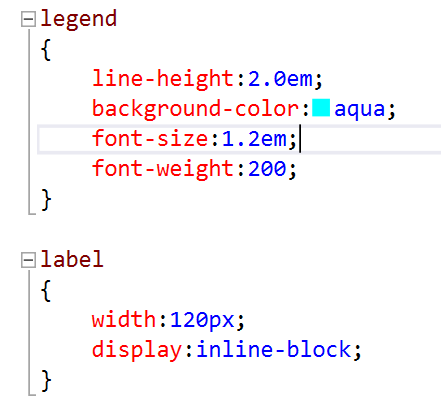 legend
{
line-height:2.0em;
background-color:aqua;
font-size:1.2em;
font-weight:200;
}
label
{
width:120px;
display:inline-block;
}